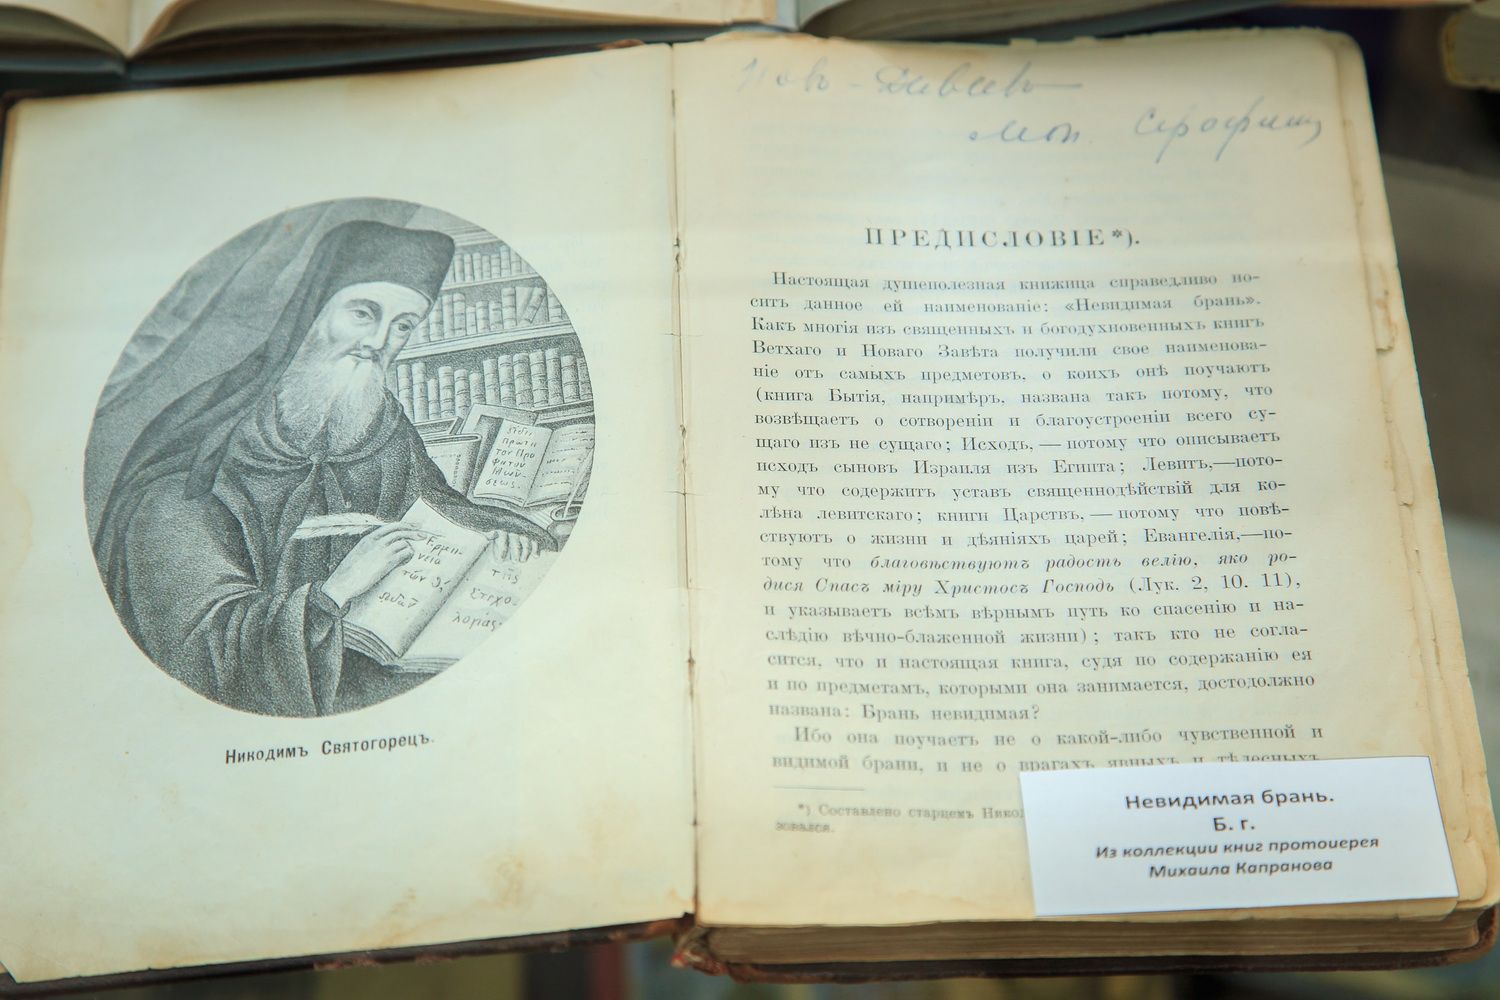 Никодимъ Святогорецъ.
ПРЕДИСЛОВІЕ*).
Настоящая душеполезная книжица справедливо но-
ситъ данное ей наименованіе: «Невидимая брань».
Какъ многія изъ священныхъ и богодухновенныхъ книгъ
Ветхаго и Новаго Завѣта получили свое наименова-
ніе отъ самыхъ предметовъ, о коихъ онѣ поучаютъ
(книга Бытія, напримѣръ, названа такъ потому, что
возвѣщаетъ о сотвореніи и благоустроеніи всего су-
щаго изъ не сущаго; Исходъ, — потому что описываетъ
исходъ сыновъ Израиля изъ Египта; Левитъ,—пото-
му что содержитъ уставъ священнодѣйствій для ко-
лѣна левитскаго; книги Царствъ, — потому что повѣ-
ствуютъ о жизни и дѣяніяхъ царей; Евангелія,—по-
тому что благовѣствуютъ радость велію, яко ро-
дися Спасъ міру Христосъ Господь (Лук. 2, 10. 11),
и указываетъ всѣмъ вѣрнымъ путь ко спасенію и на-
слѣдію вѣчно-блаженной жизни); такъ кто не согла-
сится, что и настоящая книга, судя по содержанію ея
и по предметамъ, которыми она занимается, достодолжно
названа: Брань невидимая?
Ибо она поучаетъ не о какой-либо чувственной и
видимой брани, и не о врагахъ явныхъ и тѣлесныхъ
*) Составлено старцемъ
зовался.
Невидимая брань.
Б. г.
Из коллекции книг протоиерея
Михаила Капранова